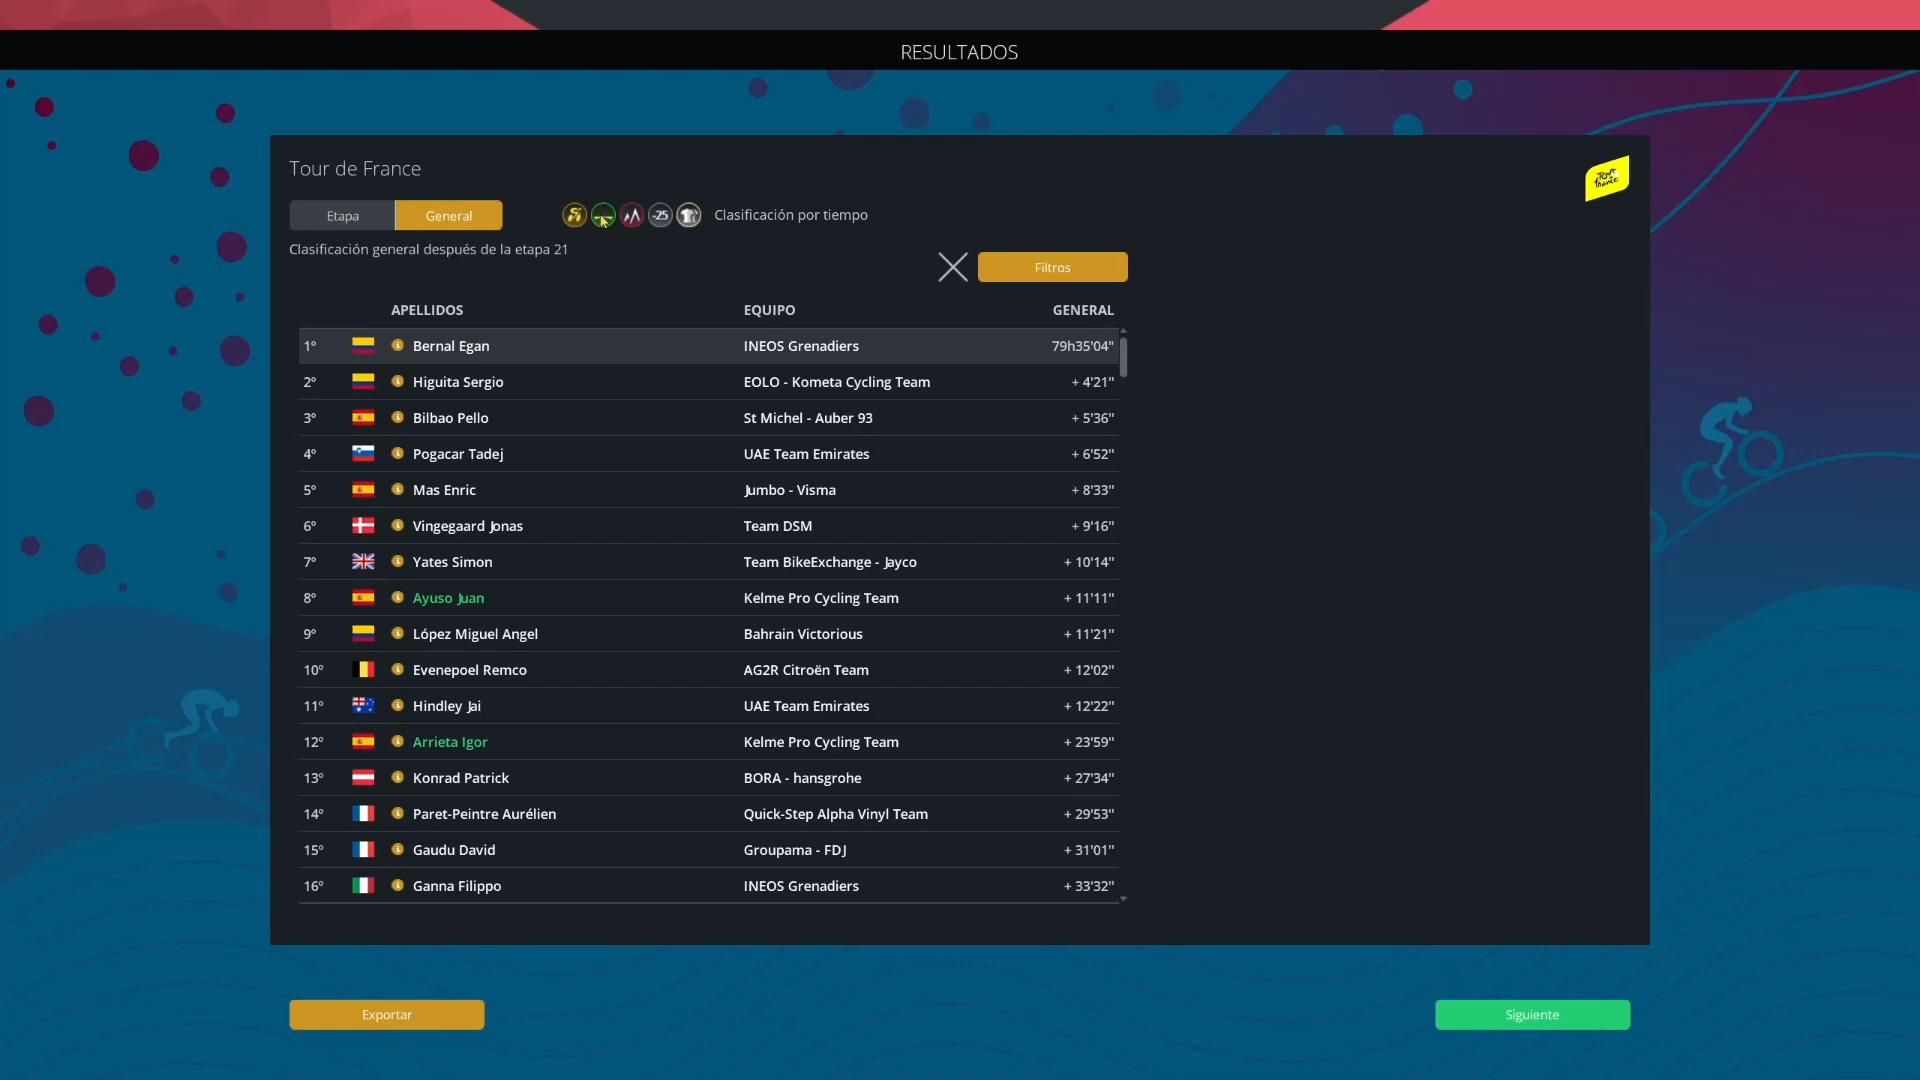 RESULTADOS
Tour de France
TOUR
france
Etapa General -25 Clasificación por tiempo
Clasificación general después de la etapa 21
Filtros
APELLIDOS EQUIPO GENERAL
1º Bernal Egan INEOS Grenadiers 79h35'04"
2º Higuita Sergio EOLO - Kometa Cycling Team + 4'21"
3º Bilbao Pello St Michel - Auber 93 + 5'36"
4º Pogacar Tadej UAE Team Emirates + 6'52"
5º Mas Enric Jumbo - Visma + 8'33"
6º Vingegaard Jonas Team DSM + 9'16"
7º Yates Simon Team BikeExchange - Jayco + 10'14"
8º Ayuso Juan Kelme Pro Cycling Team + 11'11"
9º López Miguel Angel Bahrain Victorious + 11'21"
10º Evenepoel Remco AG2R Citroën Team + 12'02"
11º Hindley Jai UAE Team Emirates + 12'22"
12º Arrieta Igor Kelme Pro Cycling Team + 23'59"
13º Konrad Patrick BORA - hansgrohe + 27'34"
14º Paret-Peintre Aurélien Quick-Step Alpha Vinyl Team + 29'53"
15º Gaudu David Groupama - FDJ + 31'01"
16º Ganna Filippo INEOS Grenadiers + 33'32"
Exportar Siguiente